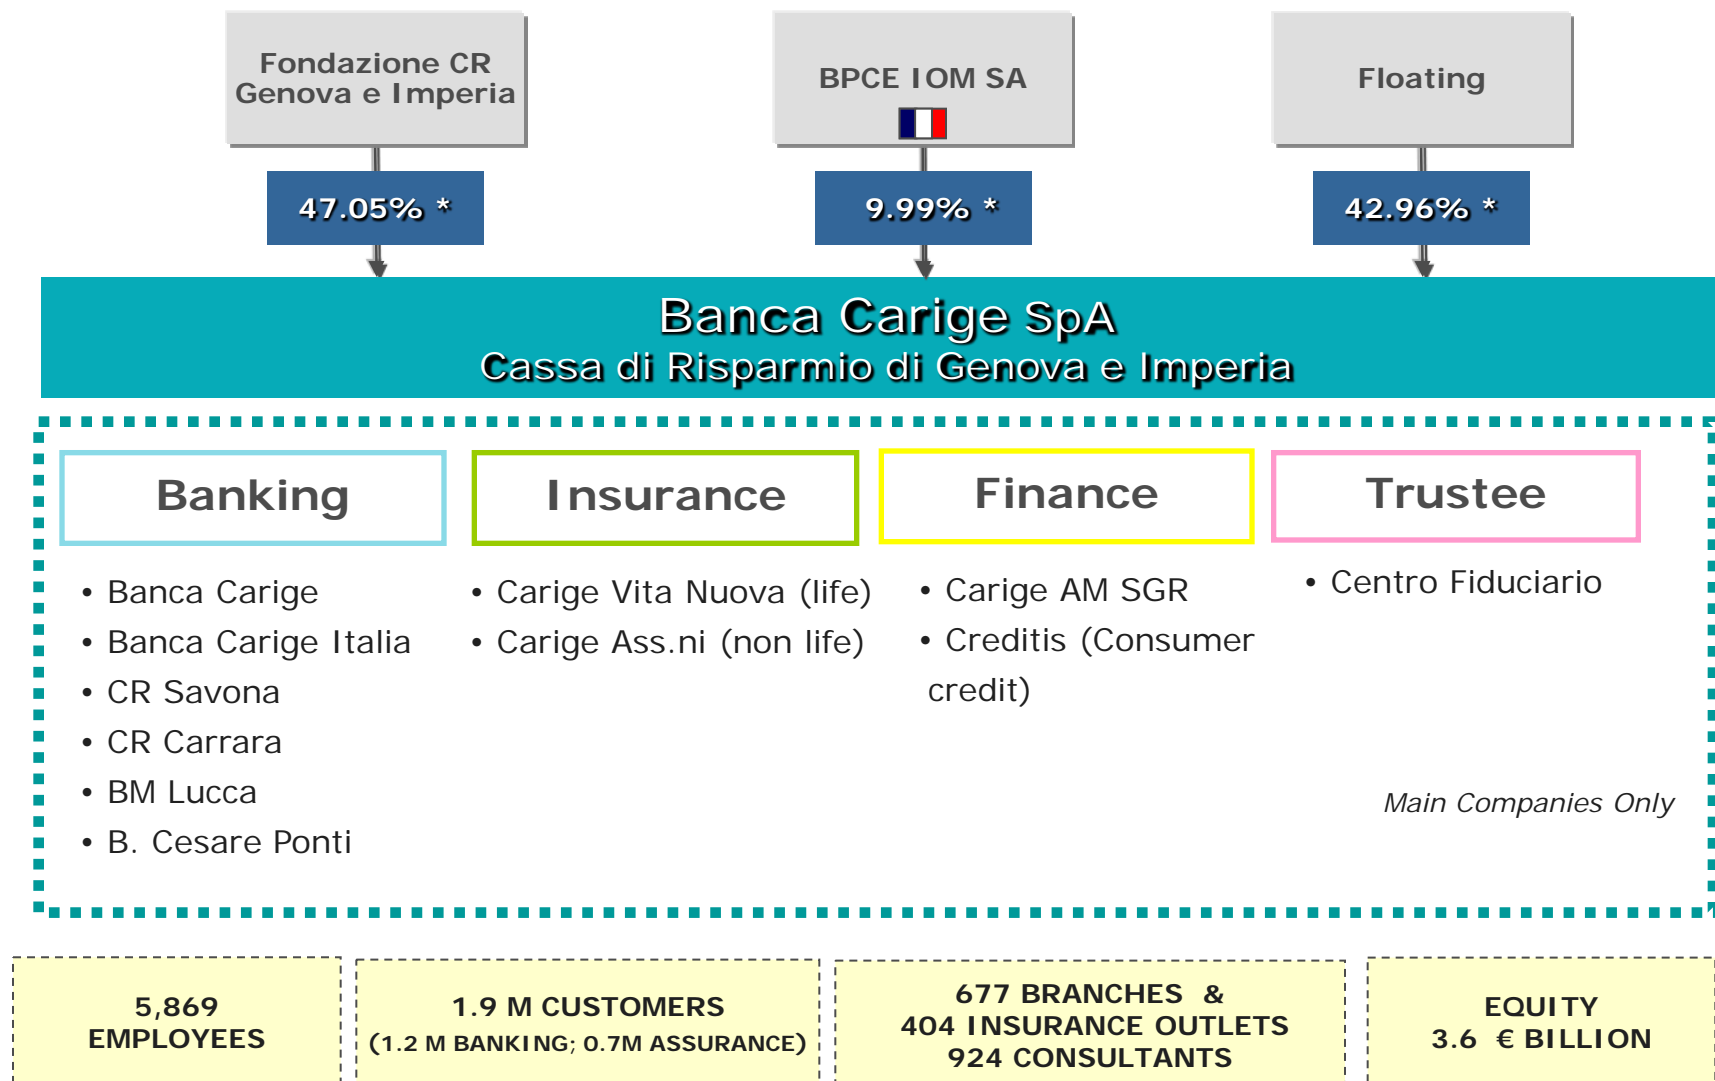 Fondazione CR
Genova e Imperia
BPCE IOM SA
Floating
47.05% *
9.99% *
42.96% *
Banca Carige SpA
Cassa di Risparmio di Genova e Imperia
Banking
Insurance
Finance
Trustee
• Banca Carige
• Banca Carige Italia
• CR Savona
• CR Carrara
• BM Lucca
• B. Cesare Ponti
• Carige Vita Nuova (life)
• Carige Ass.ni (non life)
• Carige AM SGR
• Creditis (Consumer
credit)
• Centro Fiduciario
Main Companies Only
5,869
EMPLOYEES
1.9 M CUSTOMERS
(1.2 M BANKING; 0.7M ASSURANCE)
677 BRANCHES &
404 INSURANCE OUTLETS
924 CONSULTANTS
EQUITY
3.6 € BILLION